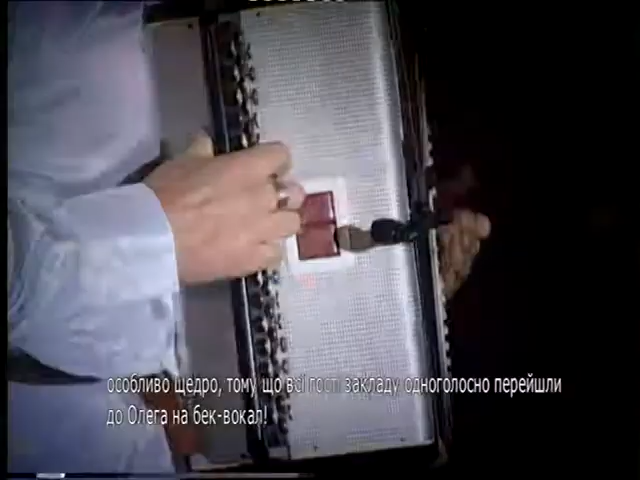 особливо щедро, тому що всі гості закладу одноголосно перейшли
до Олега на бек-вокал!